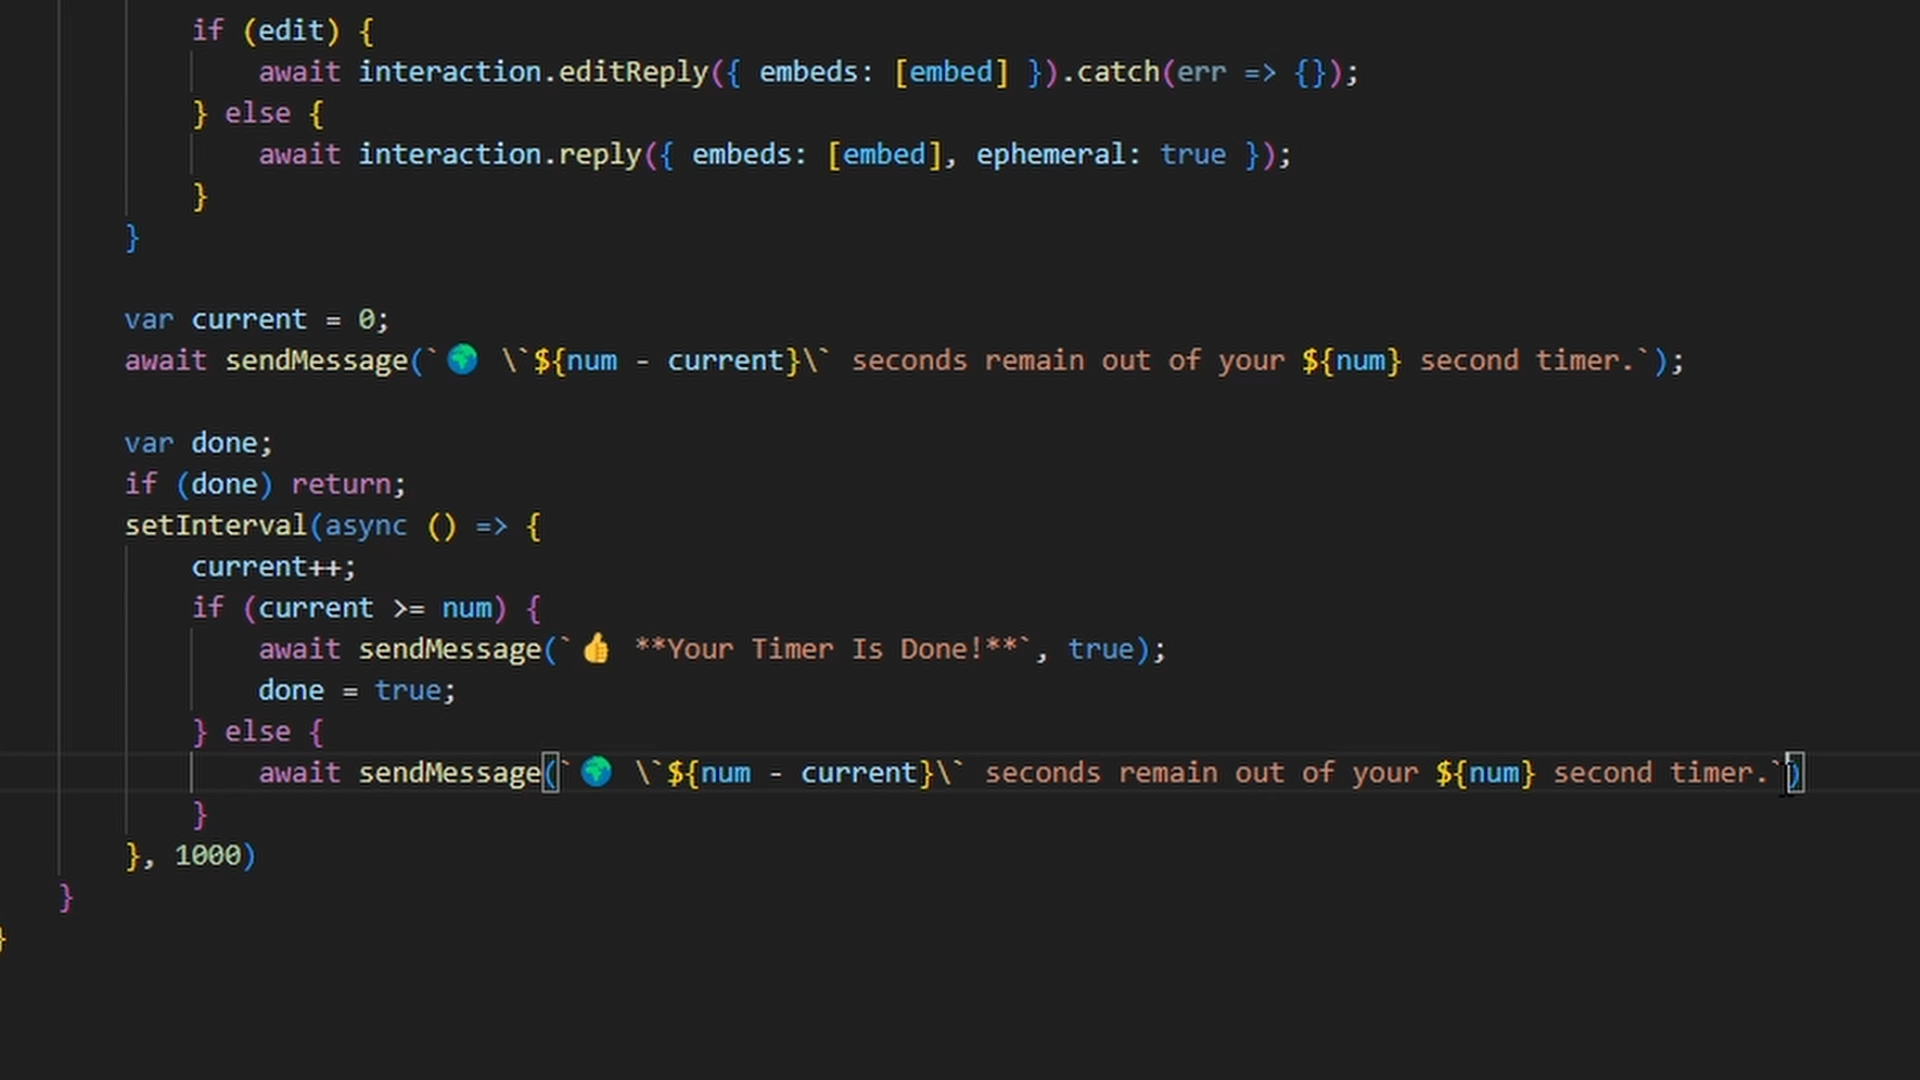 if (edit) {
await interaction.editReply({ embeds: [embed] }).catch(err => {});
} else {
await interaction.reply({ embeds: [embed], ephemeral: true });
}
}
var current = 0;
await sendMessage(`🌍 \`${num - current}\` seconds remain out of your ${num} second timer.`);
var done;
if (done) return;
setInterval(async () => {
current++;
if (current >= num) {
await sendMessage(`👍 **Your Timer Is Done!**`, true);
done = true;
} else {
await sendMessage(`🌍 \`${num - current}\` seconds remain out of your ${num} second timer.`)
}
}, 1000)
}
}